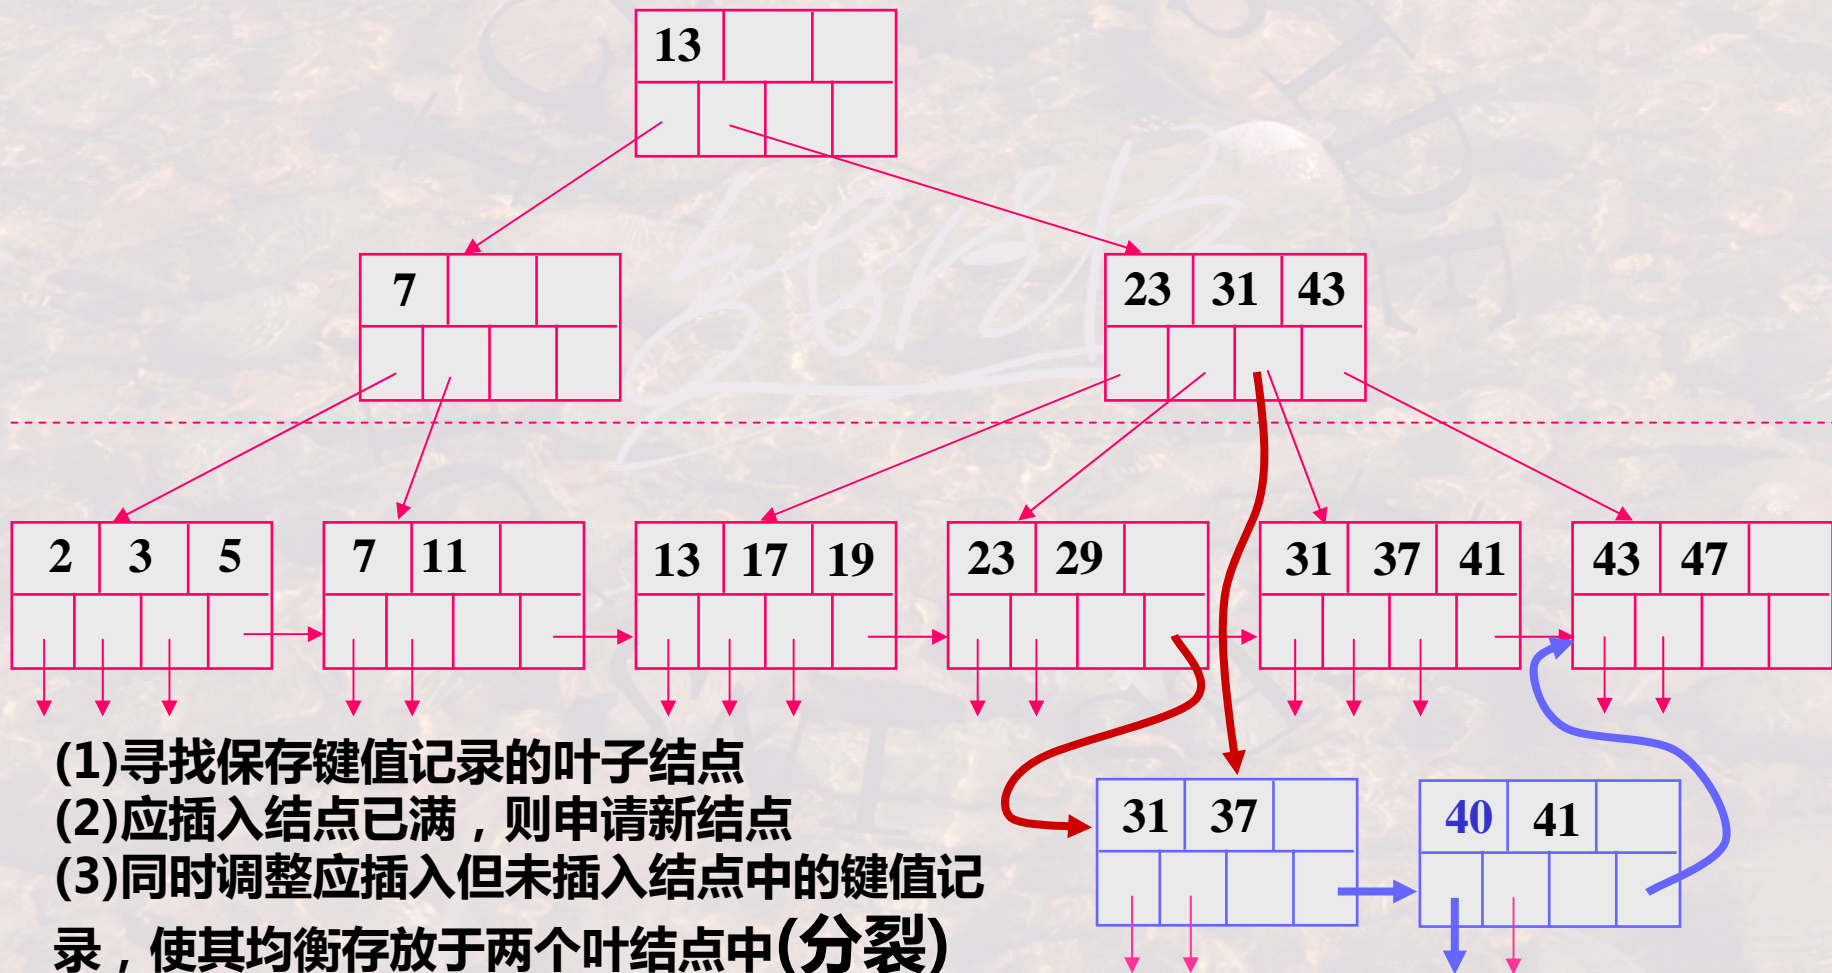 13
7
23 31 43
2 3 5 7 11 13 17 19 23 29 31 37 41 43 47
(1)寻找保存键值记录的叶子结点
(2)应插入结点已满，则申请新结点
31 37 40 41
(3)同时调整应插入但未插入结点中的键值记
录，使其均衡存放于两个叶结点中(分裂)